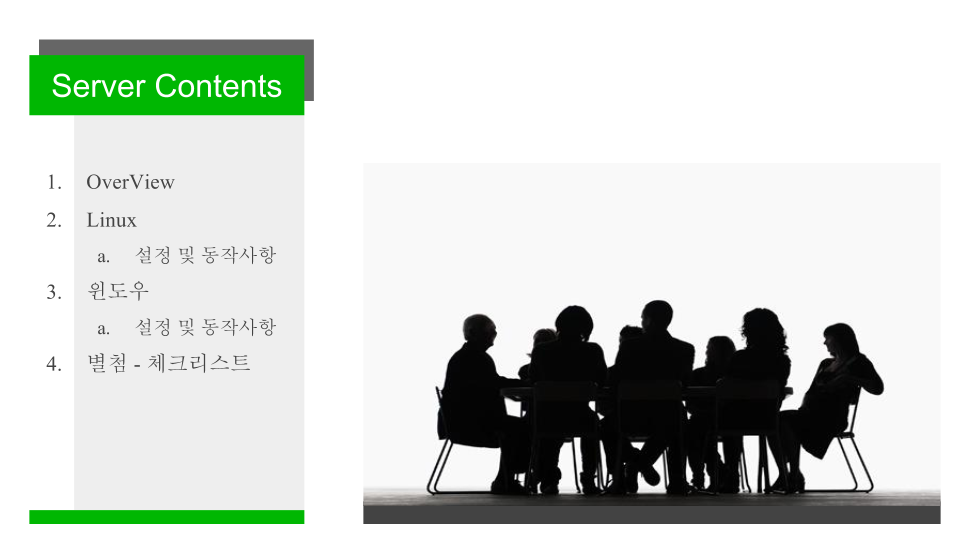 Server Contents
1. OverView
2. Linux
a. 설정 및 동작사항
3. 윈도우
a. 설정 및 동작사항
4. 별첨 - 체크리스트